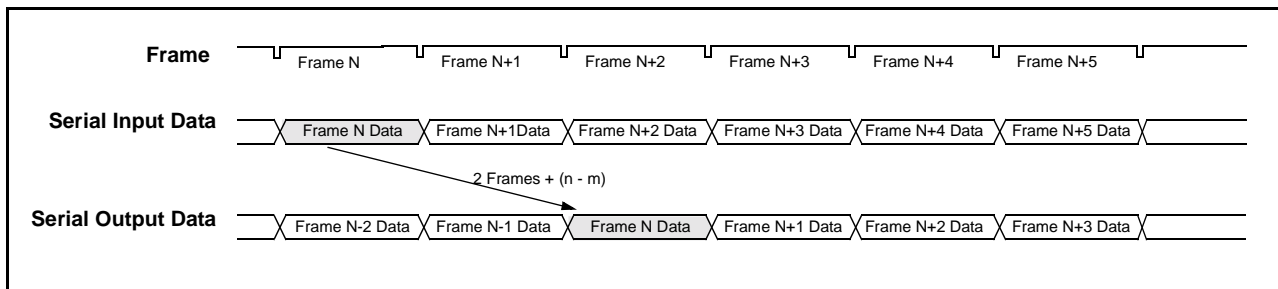 Frame
Frame N Frame N+1 Frame N+2 Frame N+3 Frame N+4 Frame N+5
Serial Input Data
Frame N Data Frame N+1Data Frame N+2 Data Frame N+3 Data Frame N+4 Data Frame N+5 Data
2 Frames + (n - m)
Serial Output Data
Frame N-2 Data Frame N-1 Data Frame N Data Frame N+1 Data Frame N+2 Data Frame N+3 Data